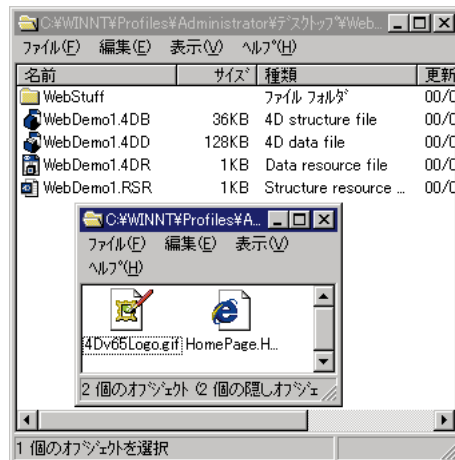 C:¥WINNT¥Profiles¥Administrator¥ﾃﾞｽｸﾄｯﾌﾟ¥Web...
ファイル(F) 編集(E) 表示(V) ヘルプ(H)
名前 サイズ 種類 更新
WebStuff ファイル フォルダ 00/0
WebDemo1.4DB 36KB 4D structure file 00/0
WebDemo1.4DD 128KB 4D data file 00/0
WebDemo1.4DR 1KB Data resource file 00/0
WebDemo1.RSR 1KB Structure resource ... 00/0
C:¥WINNT¥Profiles¥A...
ファイル(F) 編集(E) 表示(V)
ヘルプ(H)
4Dv65Logo.gif HomePage.H...
2 個のオブジェクト (2 個の隠しオブジェ
1 個のオブジェクトを選択